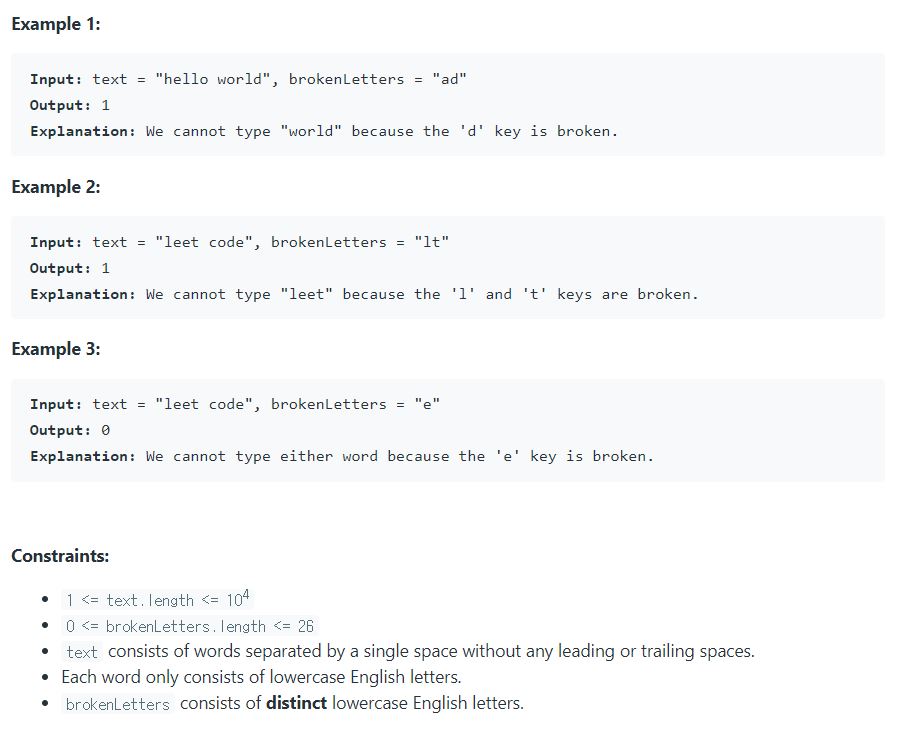 Example 1:
Input: text = "hello world", brokenLetters = "ad"
Output: 1
Explanation: We cannot type "world" because the 'd' key is broken.
Example 2:
Input: text = "leet code", brokenLetters = "lt"
Output: 1
Explanation: We cannot type "leet" because the 'l' and 't' keys are broken.
Example 3:
Input: text = "leet code", brokenLetters = "e"
Output: 0
Explanation: We cannot type either word because the 'e' key is broken.
Constraints:
• 1 <= text.length <= 10⁴
• 0 <= brokenLetters.length <= 26
• text consists of words separated by a single space without any leading or trailing spaces.
• Each word only consists of lowercase English letters.
• brokenLetters consists of distinct lowercase English letters.